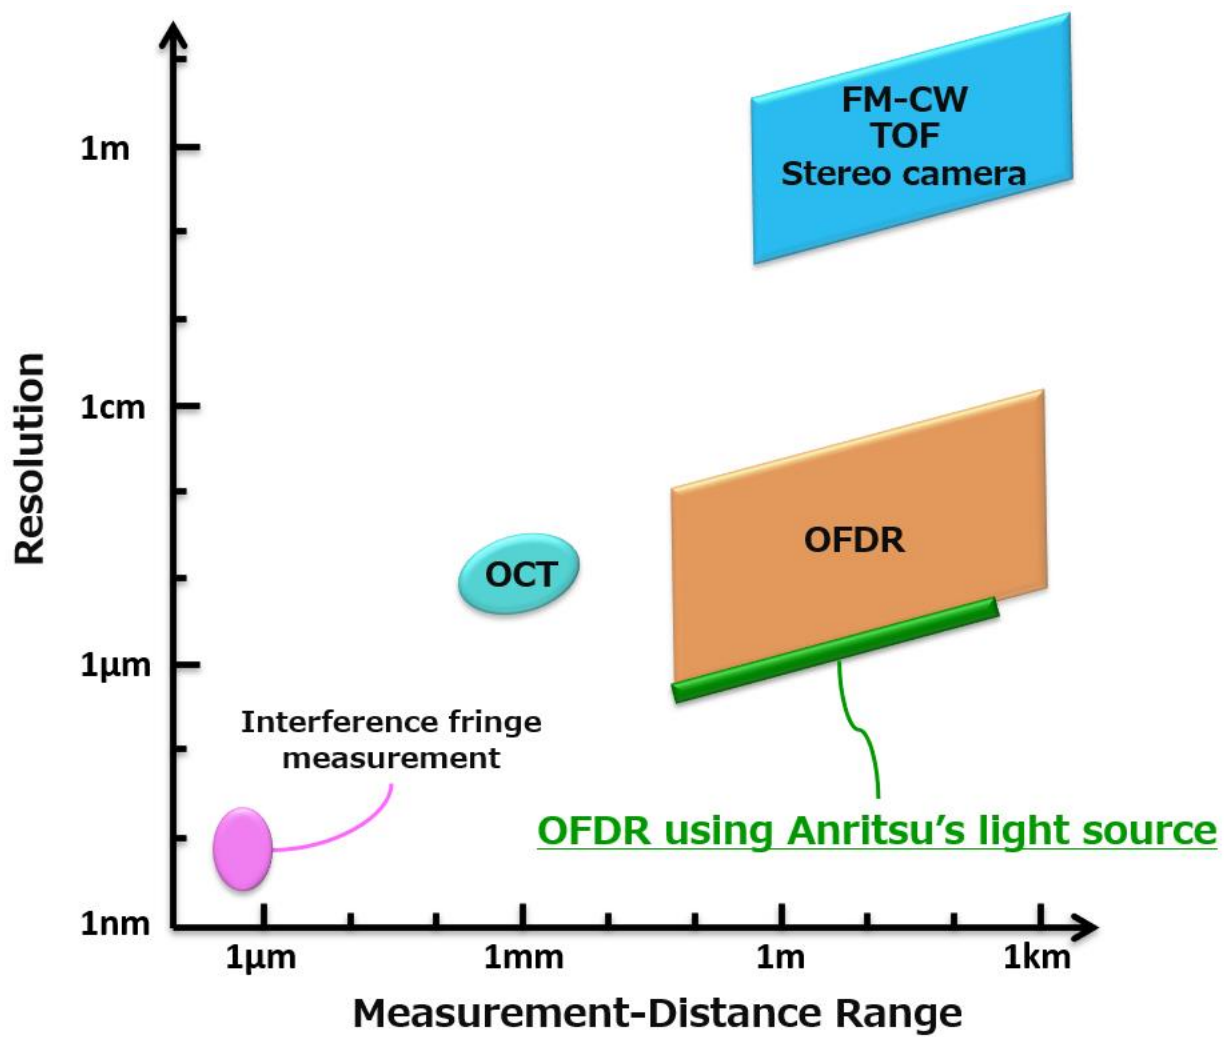 FM-CW
TOF
Stereo camera
1m
1cm
Resolution
OFDR
OCT
1μm
Interference fringe
measurement
OFDR using Anritsu’s light source
1nm
1μm
1mm
1m
1km
Measurement-Distance Range